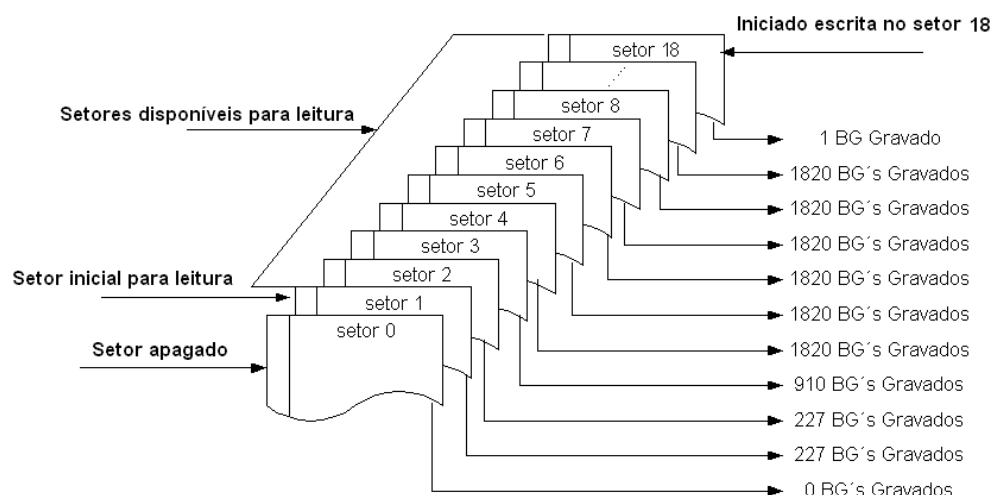 Iniciado escrita no setor 18
setor 18
Setores disponíveis para leitura
setor 8
1 BG Gravado
setor 7
setor 6
1820 BG´s Gravados
setor 5
1820 BG´s Gravados
setor 4
1820 BG´s Gravados
setor 3
Setor inicial para leitura
setor 2
1820 BG´s Gravados
setor 1
1820 BG´s Gravados
setor 0
Setor apagado
1820 BG´s Gravados
910 BG´s Gravados
227 BG´s Gravados
227 BG´s Gravados
0 BG´s Gravados